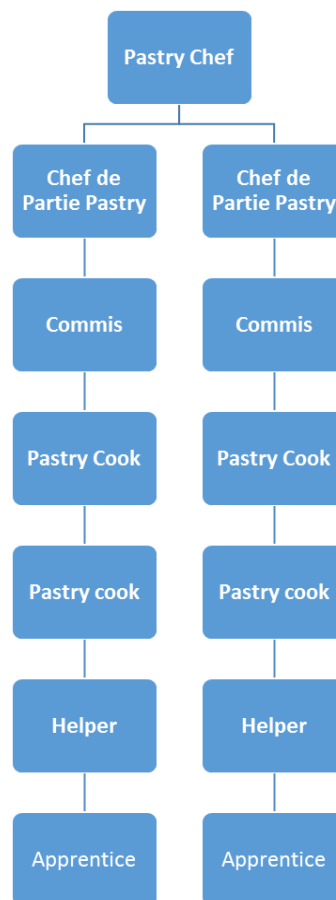 Pastry Chef
Chef de
Partie Pastry
Chef de
Partie Pastry
Commis
Commis
Pastry Cook
Pastry Cook
Pastry cook
Pastry cook
Helper
Helper
Apprentice
Apprentice